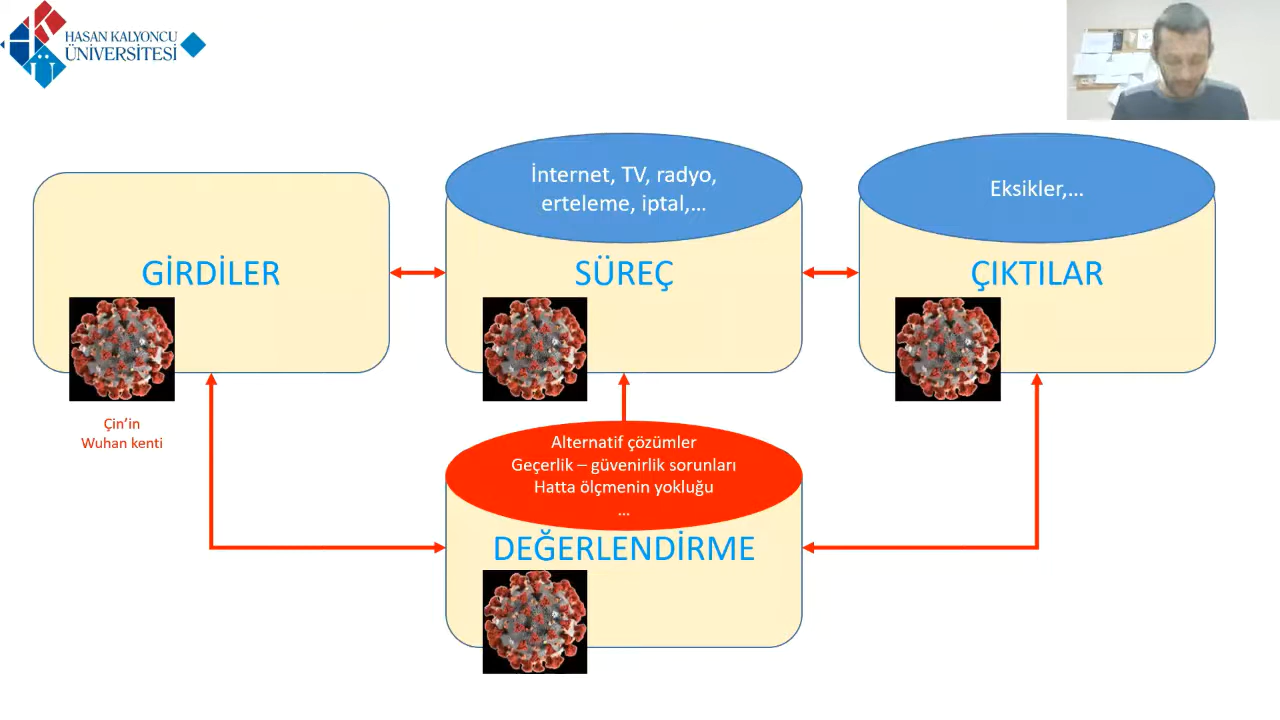 HASAN KALYONCU
ÜNİVERSİTESİ
İnternet, TV, radyo,
erteleme, iptal,...
Eksikler,...
GİRDİLER
SÜREÇ
ÇIKTILAR
Çin’in
Wuhan kenti
Alternatif çözümler
Geçerlik – güvenirlik sorunları
Hatta ölçmenin yokluğu
...
DEĞERLENDİRME